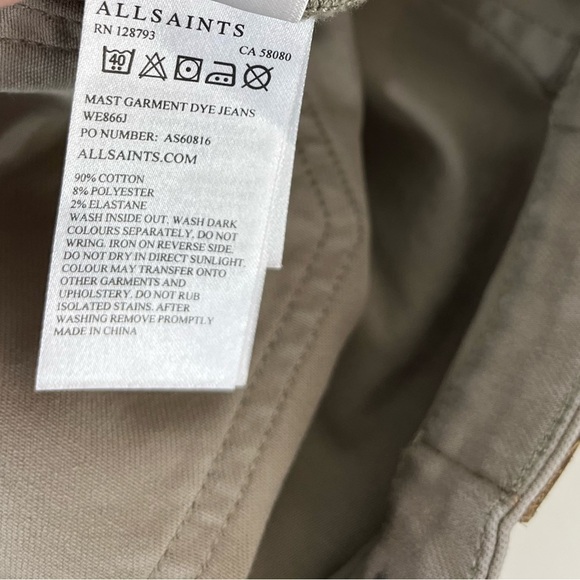 ALLSAINTS
RN 128793
CA 58080
40
MAST GARMENT DYE JEANS
WE866J
PO NUMBER: AS60816
ALLSAINTS.COM
90% COTTON
8% POLYESTER
2% ELASTANE
WASH INSIDE OUT. WASH DARK
COLOURS SEPARATELY. DO NOT
WRING. IRON ON REVERSE SIDE.
DO NOT DRY IN DIRECT SUNLIGHT.
COLOUR MAY TRANSFER ONTO
OTHER GARMENTS AND
UPHOLSTERY. DO NOT RUB
ISOLATED STAINS. AFTER
WASHING REMOVE PROMPTLY
MADE IN CHINA